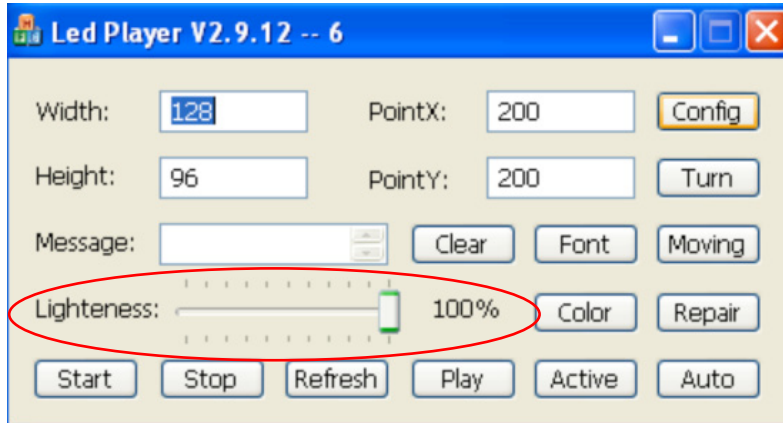 Led Player V2.9.12 -- 6
Width: 128 PointX: 200 Config
Height: 96 PointY: 200 Turn
Message: Clear Font Moving
Lighteness: 100% Color Repair
Start Stop Refresh Play Active Auto